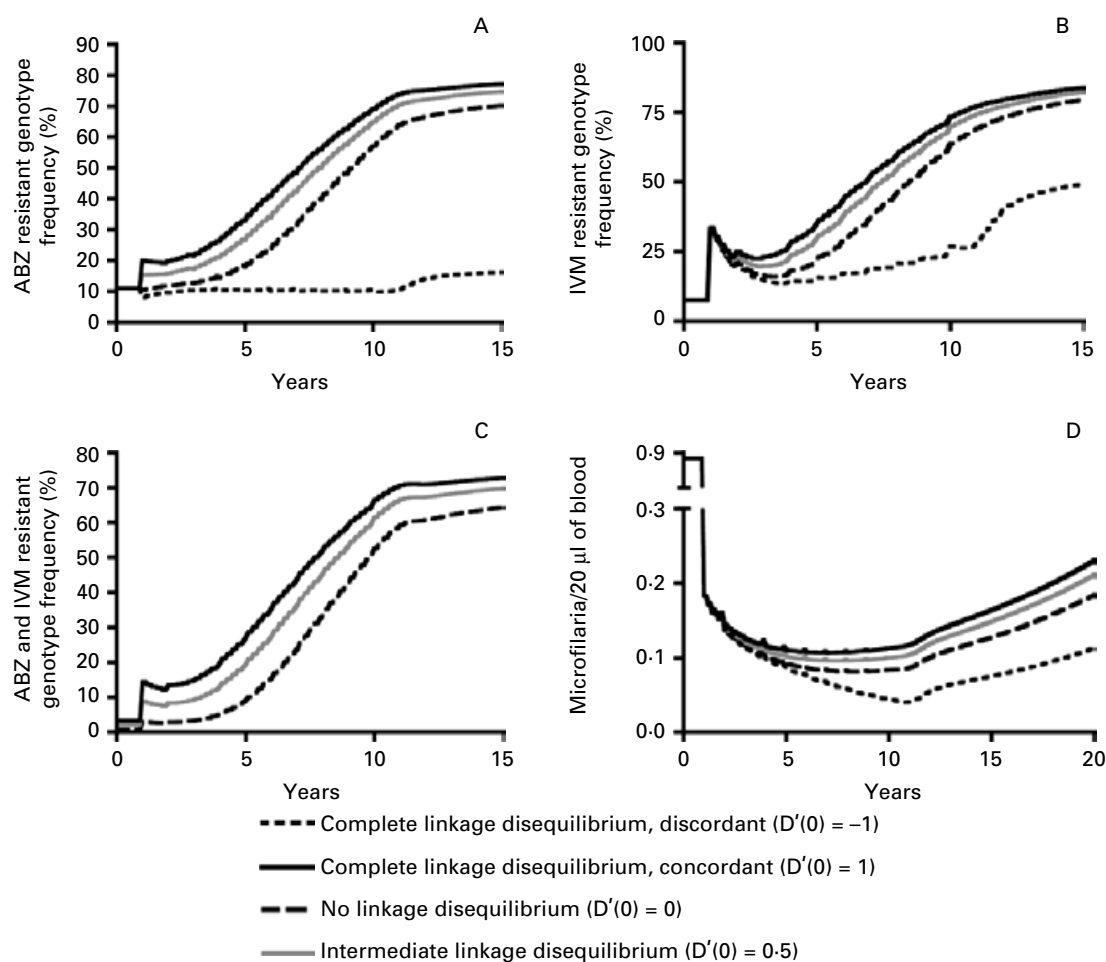 A
ABZ resistant genotype
frequency (%)
90
80
70
60
50
40
30
20
10
0
0 5 10 15
Years
B
IVM resistant genotype
frequency (%)
100
75
50
25
0
0 5 10 15
Years
C
ABZ and IVM resistant
genotype frequency (%)
80
70
60
50
40
30
20
10
0
0 5 10 15
Years
D
Microfilaria/20 µl of blood
0·9
0·3
0·2
0·1
0·0
0 5 10 15 20
Years
Complete linkage disequilibrium, discordant (D′(0) = –1)
Complete linkage disequilibrium, concordant (D′(0) = 1)
No linkage disequilibrium (D′(0) = 0)
Intermediate linkage disequilibrium (D′(0) = 0·5)